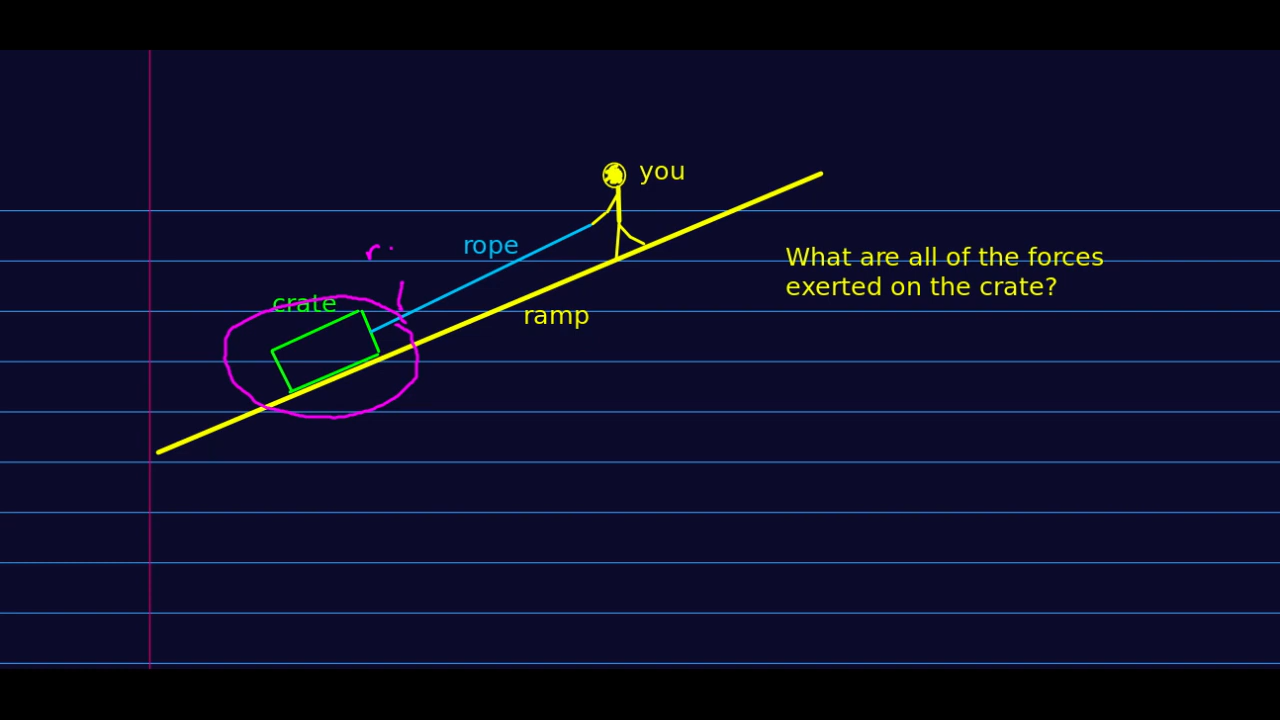 you
rope
crate
ramp
What are all of the forces
exerted on the crate?